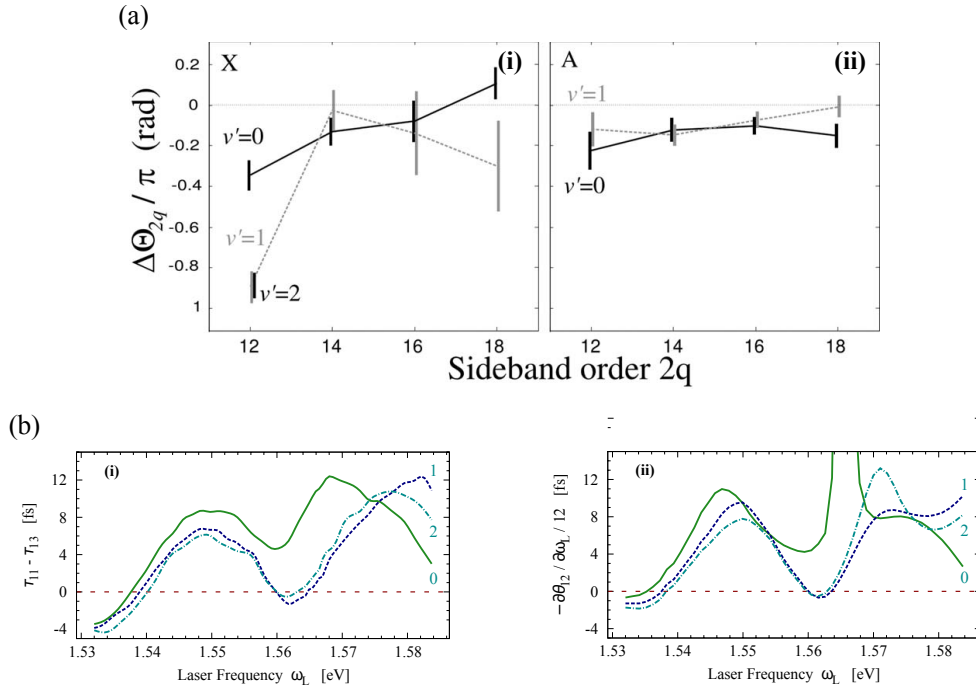 (a)
X
(i)
A
(ii)
0.2
0
-0.2
-0.4
-0.6
-0.8
1
v'=0
v'=1
v'=2
v'=1
v'=0
ΔΘ2q / π (rad)
12 14 16 18
12 14 16 18
Sideband order 2q
(b)
(i)
12
8
4
0
-4
τ11 - τ13 [fs]
1
2
0
1.53 1.54 1.55 1.56 1.57 1.58
Laser Frequency ωL [eV]
(ii)
12
8
4
0
-4
-∂θ12 / ∂ωL / 12 [fs]
1
2
0
1.53 1.54 1.55 1.56 1.57 1.58
Laser Frequency ωL [eV]